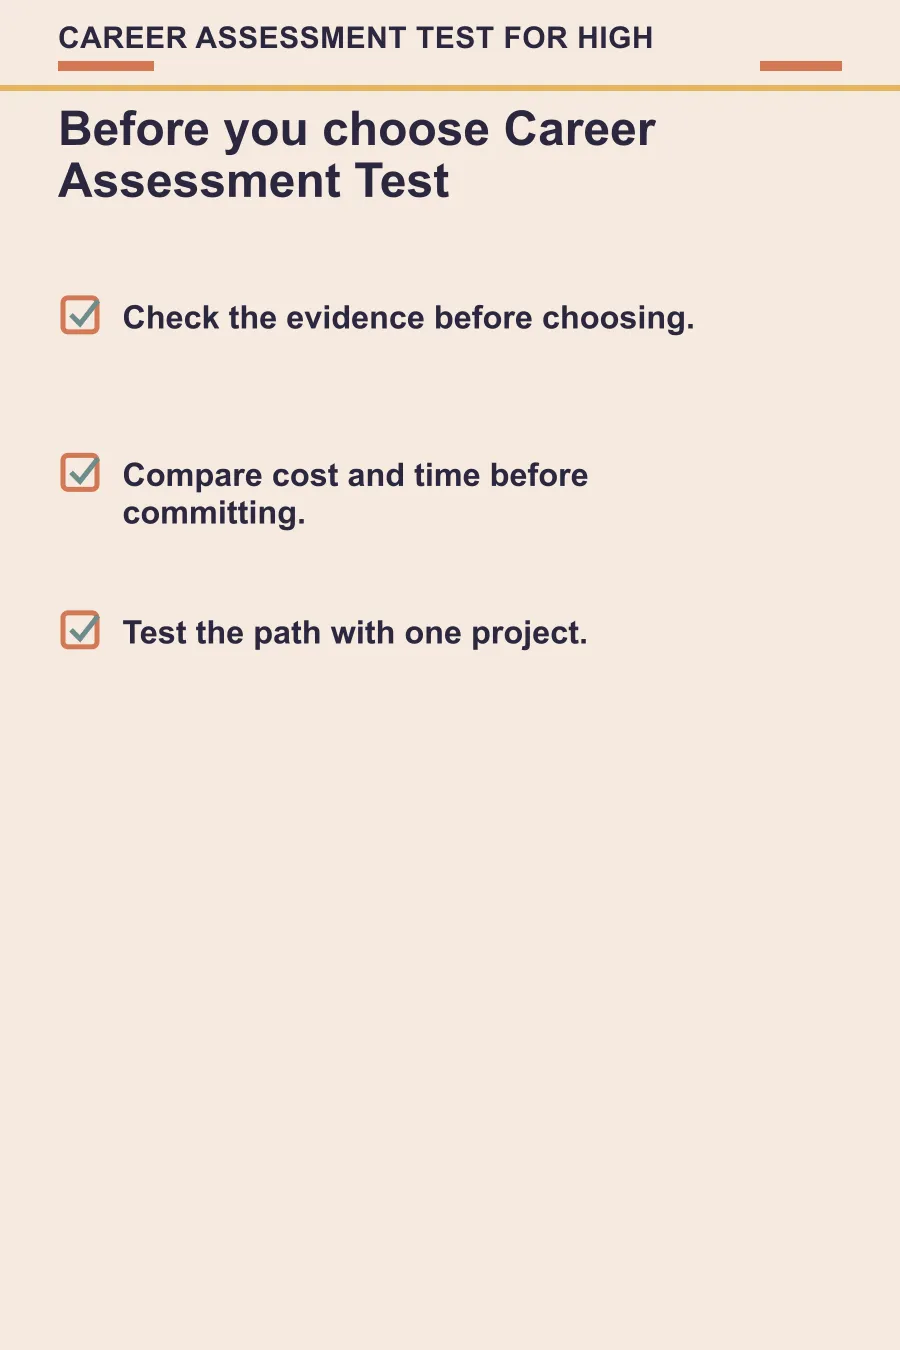 CAREER ASSESSMENT TEST FOR HIGH
Before you choose Career
Assessment Test
Check the evidence before choosing.
Compare cost and time before
committing.
Test the path with one project.